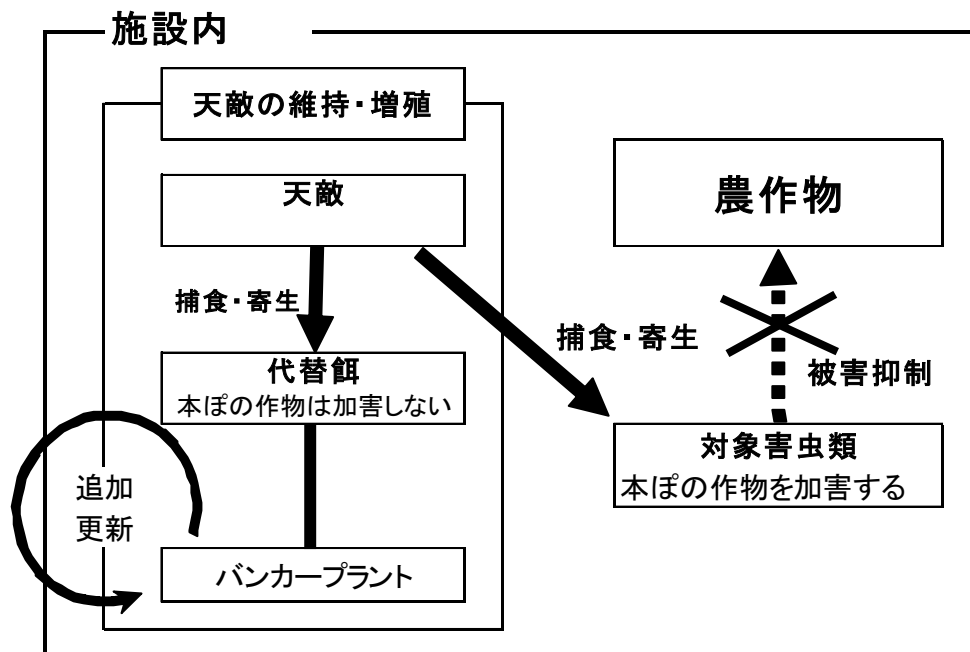 施設内
天敵の維持・増殖
天敵
捕食・寄生
代替餌
本ぽの作物は加害しない
追加
更新
バンカープラント
農作物
捕食・寄生
被害抑制
対象害虫類
本ぽの作物を加害する